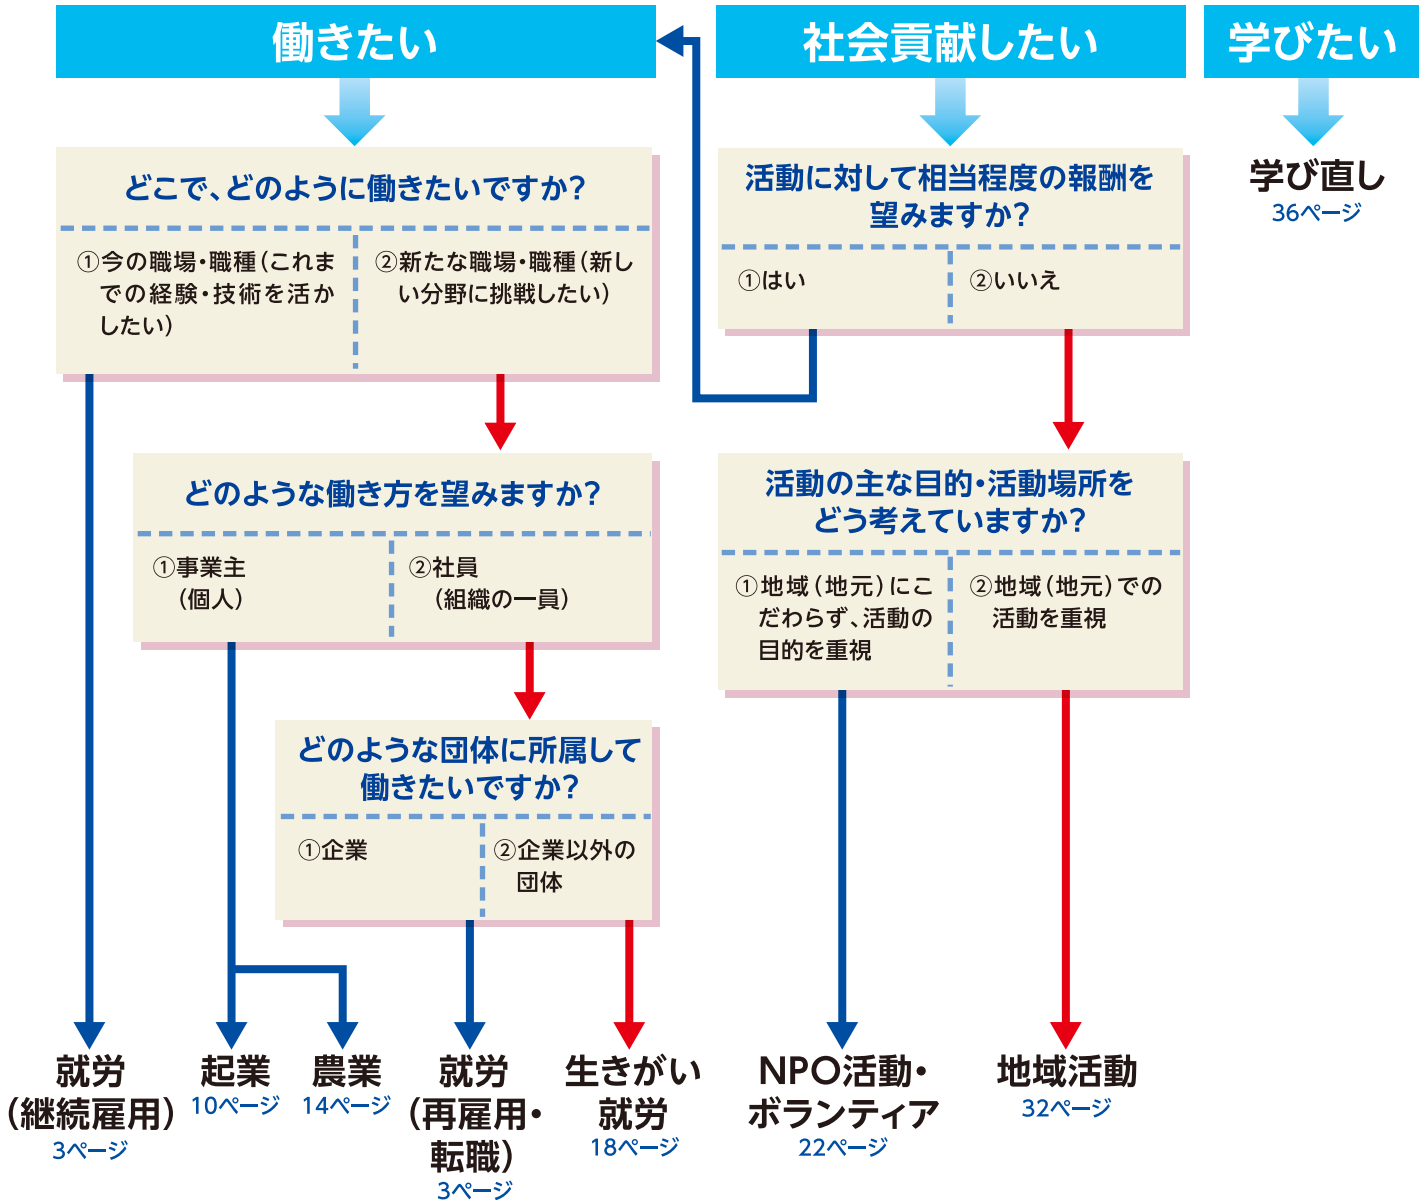 働きたい
どこで、どのように働きたいですか？
①今の職場・職種（これま
での経験・技術を活か
したい）
②新たな職場・職種（新し
い分野に挑戦したい）
どのような働き方を望みますか？
①事業主
（個人）
②社員
（組織の一員）
どのような団体に所属して
働きたいですか？
①企業
②企業以外の
団体
就労
（継続雇用）
3ページ
起業
10ページ
農業
14ページ
就労
（再雇用・
転職）
3ページ
生きがい
就労
18ページ
社会貢献したい
活動に対して相当程度の報酬を
望みますか？
①はい
②いいえ
活動の主な目的・活動場所を
どう考えていますか？
①地域（地元）にこ
だわらず、活動の
目的を重視
②地域（地元）での
活動を重視
NPO活動・
ボランティア
22ページ
地域活動
32ページ
学びたい
学び直し
36ページ